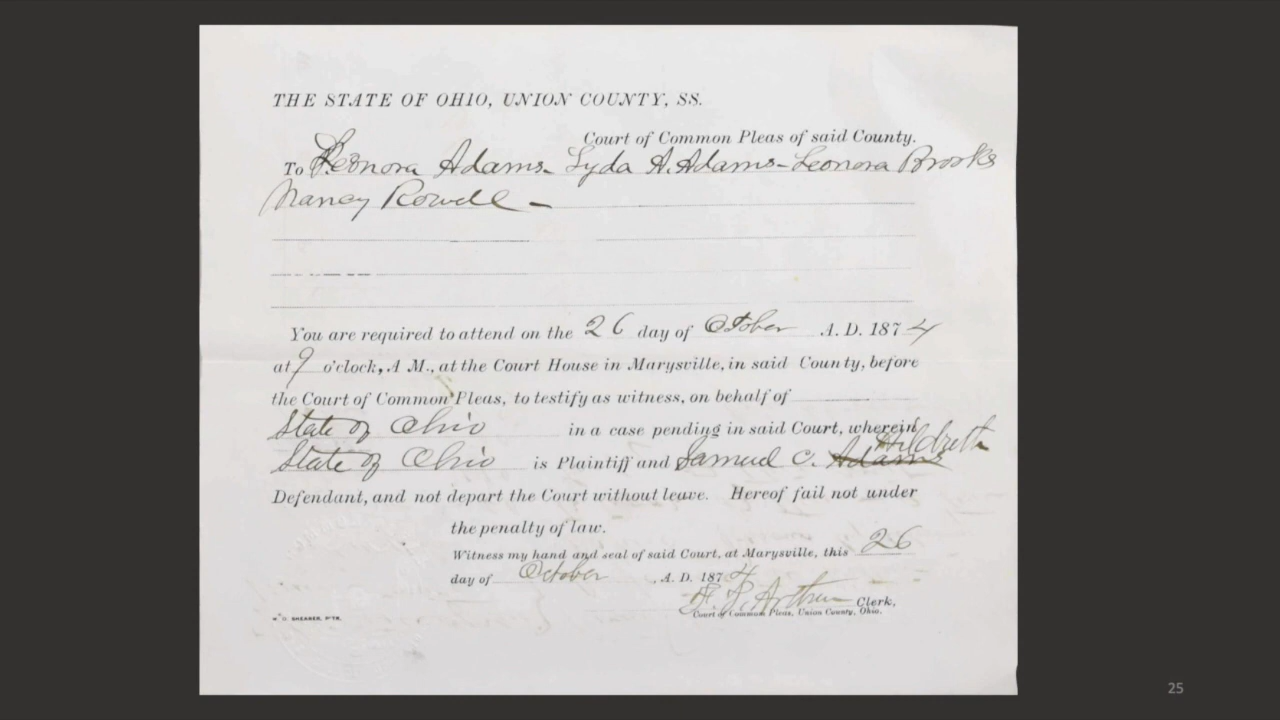 THE STATE OF OHIO, UNION COUNTY, SS.
Court of Common Pleas of said County.
To Leonora Adams- Lyda A. Adams- Leonora Brooks
Nancy Rowell -
You are required to attend on the 26 day of October A. D. 1874
at 9 o'clock, A M., at the Court House in Marysville, in said County, before
the Court of Common Pleas, to testify as witness, on behalf of
State of Ohio in a case pending in said Court, wherein
State of Ohio is Plaintiff and Samuel C. Adams Hildreth
Defendant, and not depart the Court without leave. Hereof fail not under
the penalty of law.
Witness my hand and seal of said Court, at Marysville, this 26
day of October, A. D. 1874
Arthur Clerk,
Court of Common Pleas, Union County, Ohio.
SHEARER, P'TR.
25